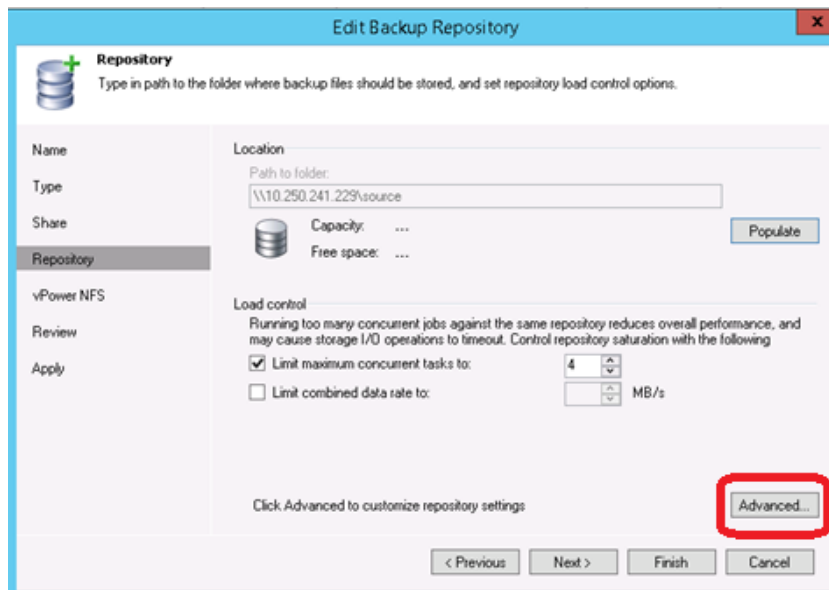 Edit Backup Repository
x
Repository
Type in path to the folder where backup files should be stored, and set repository load control options.
Name
Type
Share
Repository
vPower NFS
Review
Apply
Location
Path to folder:
\\10.250.241.229\source
Capacity: ...
Free space: ...
Populate
Load control
Running too many concurrent jobs against the same repository reduces overall performance, and
may cause storage I/O operations to timeout. Control repository saturation with the following
Limit maximum concurrent tasks to: 4
Limit combined data rate to: MB/s
Click Advanced to customize repository settings
Advanced...
< Previous
Next >
Finish
Cancel